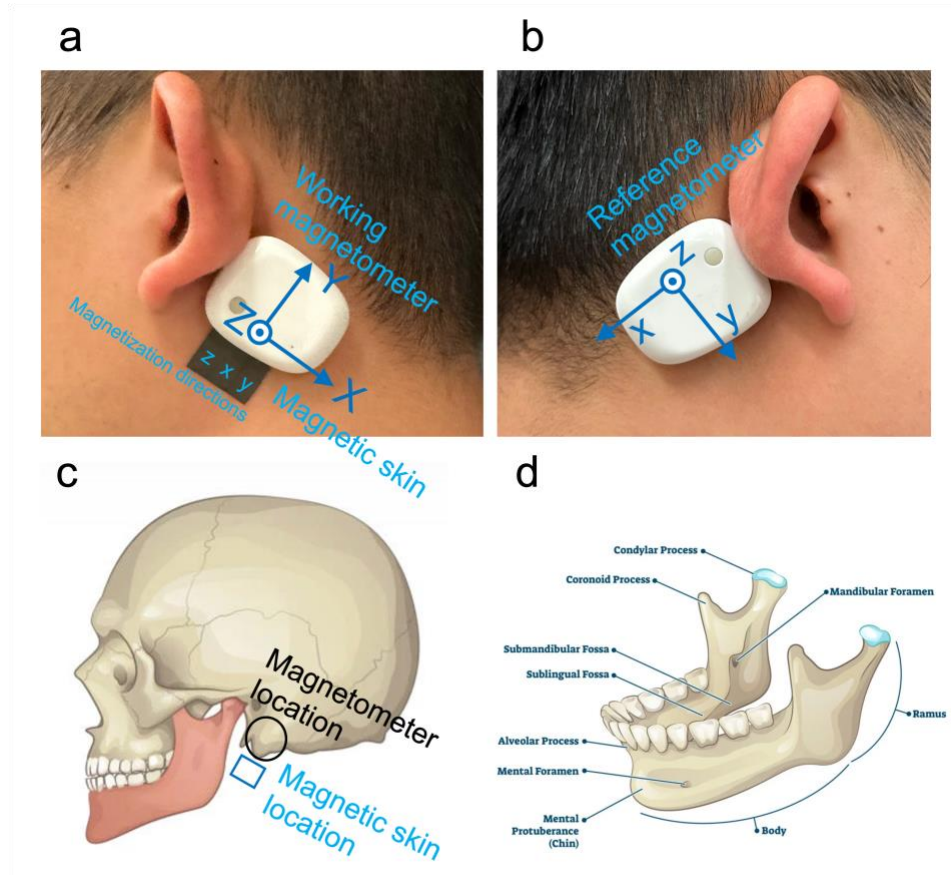 a
b
Working
magnetometer
Y
Z
X
z x y
Magnetization directions
Magnetic skin
Reference
magnetometer
z
x
y
c
d
Magnetometer
location
Magnetic skin
location
Condylar Process
Coronoid Process
Mandibular Foramen
Submandibular Fossa
Sublingual Fossa
Ramus
Alveolar Process
Mental Foramen
Mental
Protuberance
(Chin)
Body